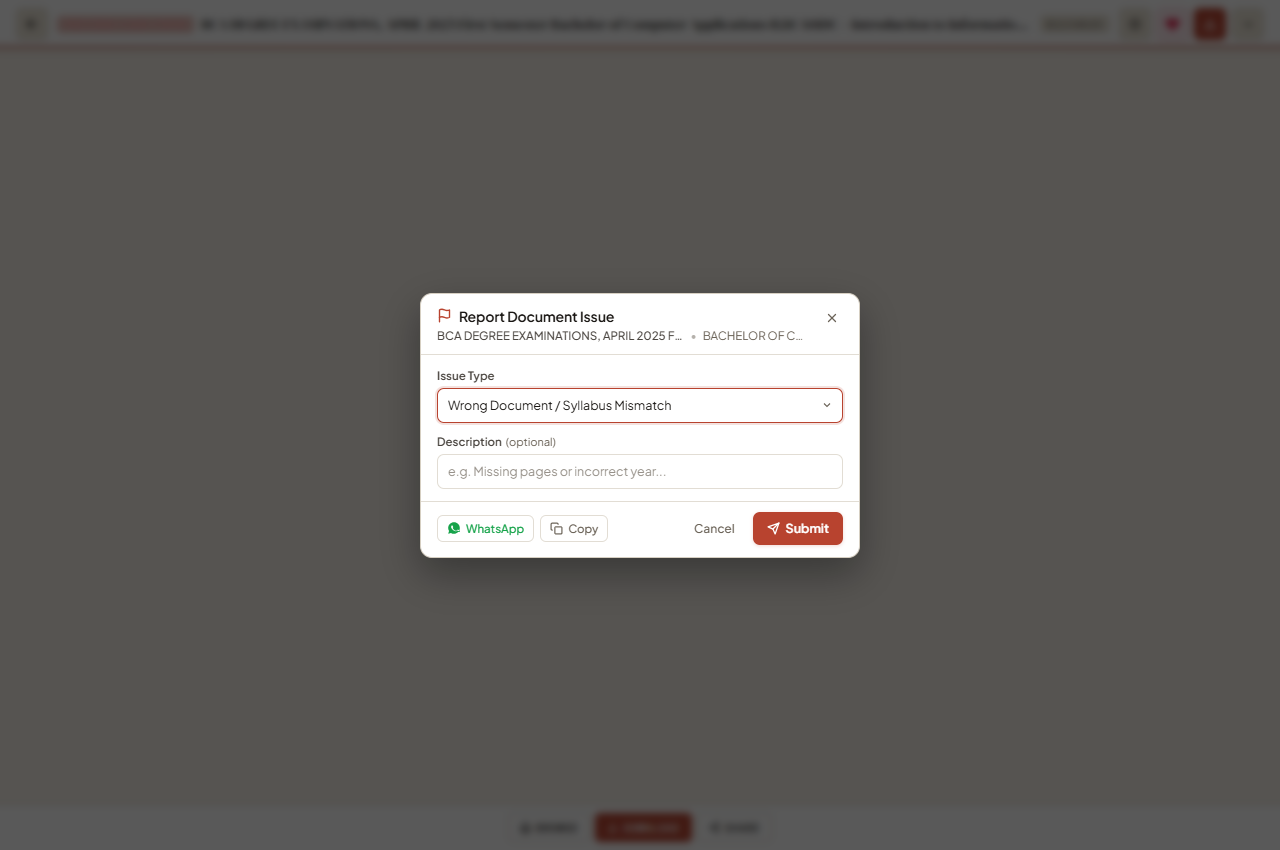 Report Document Issue
BCA DEGREE EXAMINATIONS, APRIL 2025 F... • BACHELOR OF C...
Issue Type
Wrong Document / Syllabus Mismatch
Description (optional)
e.g. Missing pages or incorrect year...
WhatsApp Copy Cancel Submit